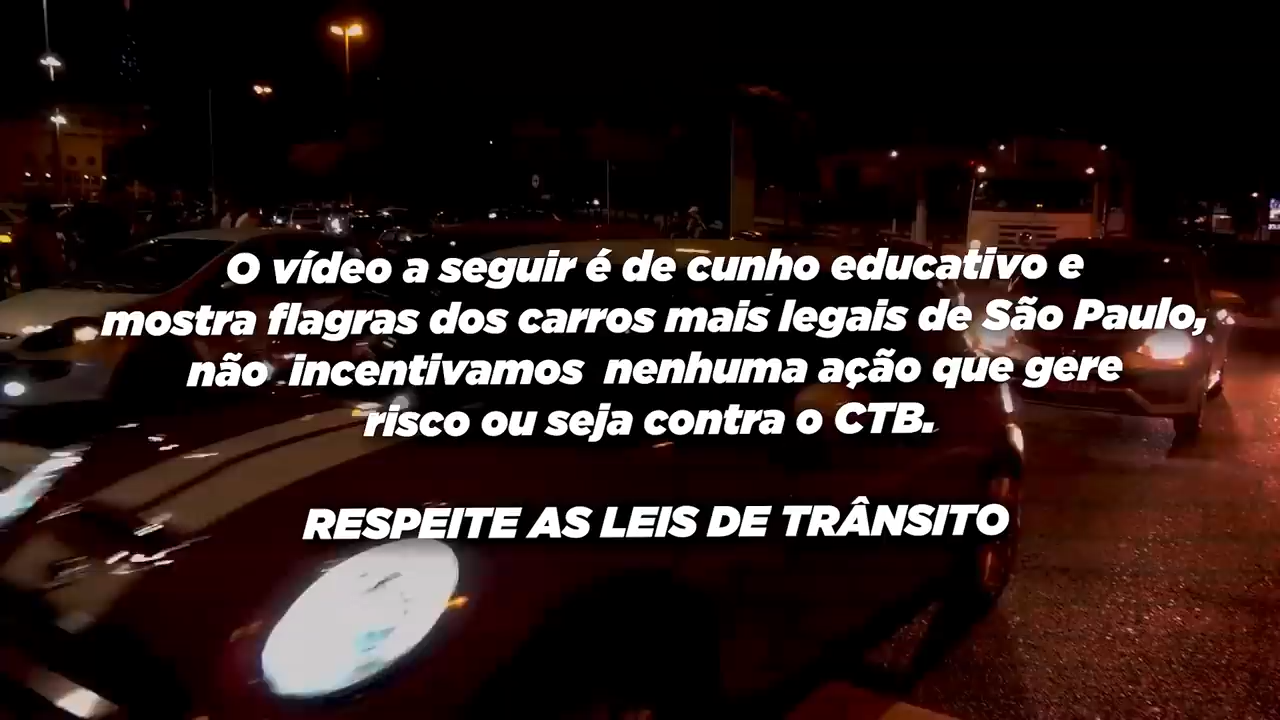 O vídeo a seguir é de cunho educativo e
mostra flagras dos carros mais legais de São Paulo,
não incentivamos nenhuma ação que gere
risco ou seja contra o CTB.
RESPEITE AS LEIS DE TRÂNSITO